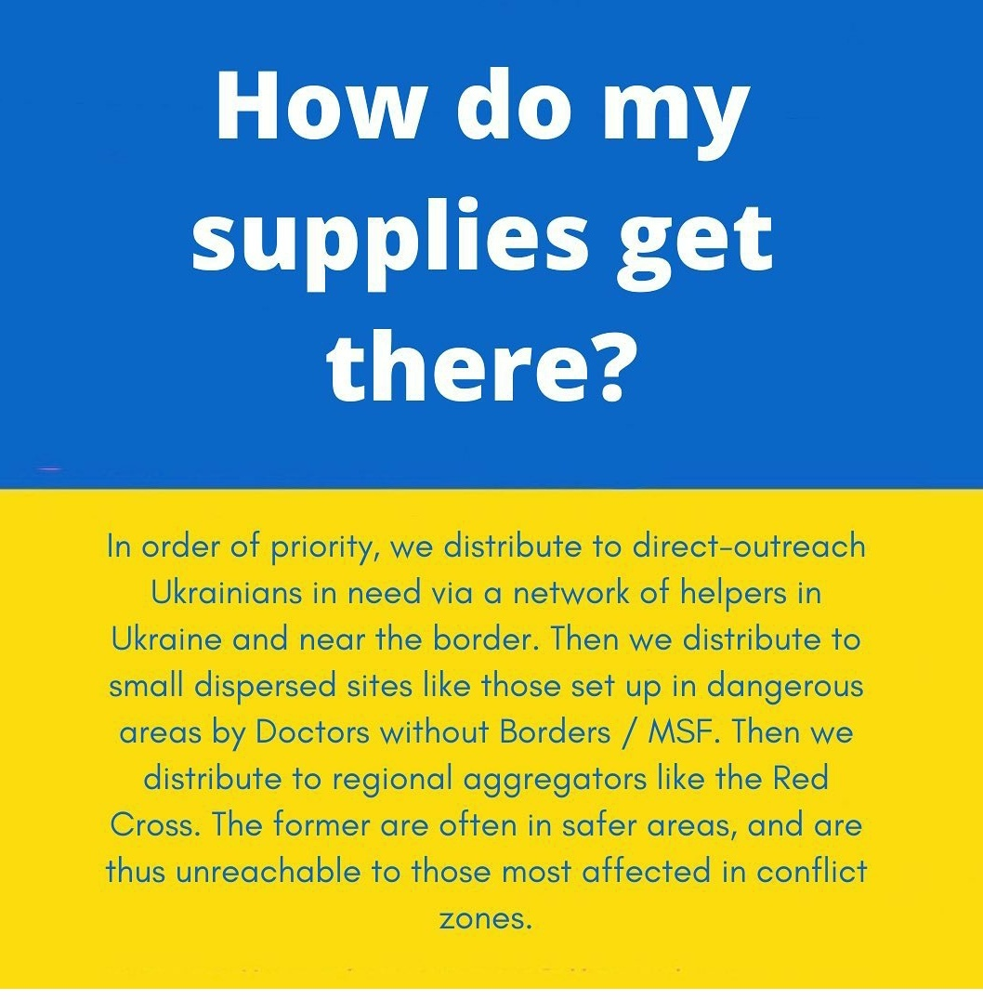 How do my
supplies get
there?
In order of priority, we distribute to direct-outreach
Ukrainians in need via a network of helpers in
Ukraine and near the border. Then we distribute to
small dispersed sites like those set up in dangerous
areas by Doctors without Borders / MSF. Then we
distribute to regional aggregators like the Red
Cross. The former are often in safer areas, and are
thus unreachable to those most affected in conflict
zones.